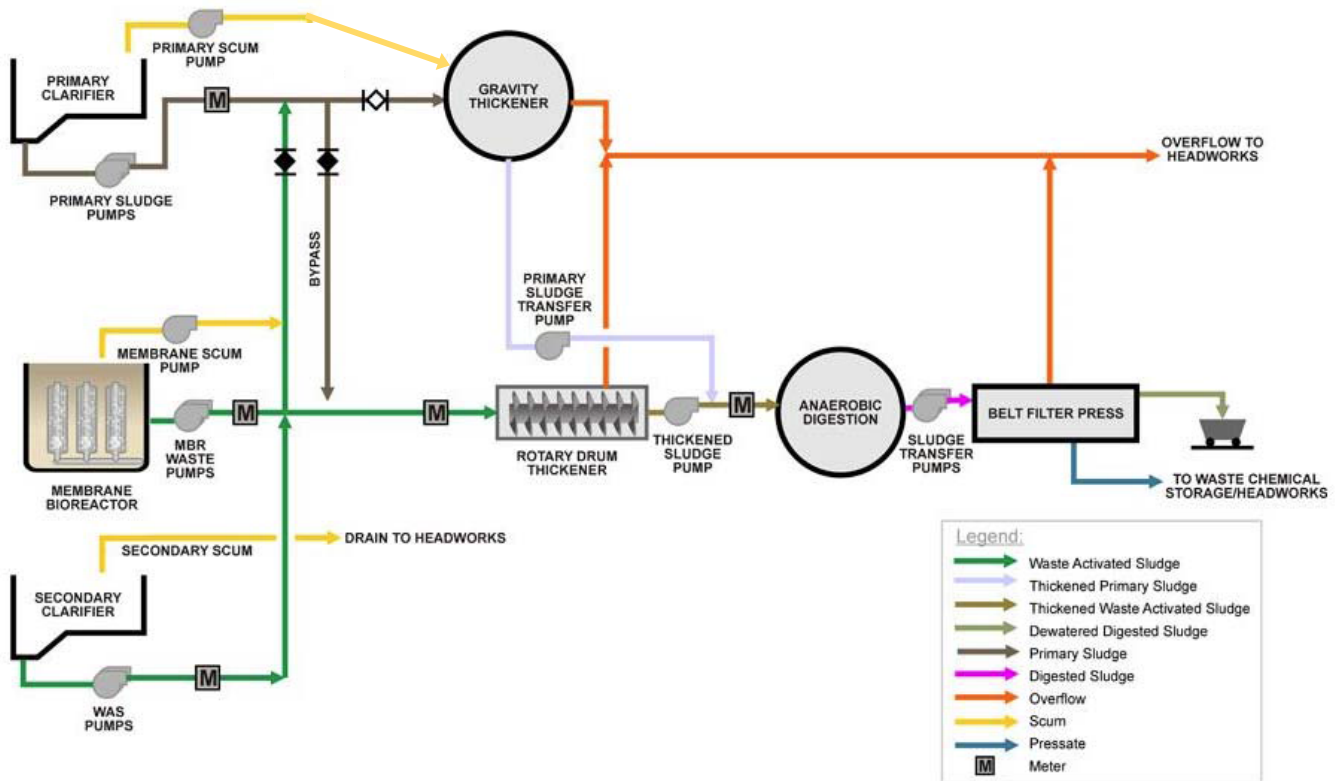 PRIMARY SCUM
PUMP
PRIMARY
CLARIFIER
M
PRIMARY SLUDGE
PUMPS
GRAVITY
THICKENER
OVERFLOW TO
HEADWORKS
BYPASS
PRIMARY
SLUDGE
TRANSFER
PUMP
MEMBRANE SCUM
PUMP
M
MBR
WASTE
PUMPS
MEMBRANE
BIOREACTOR
M
ROTARY DRUM
THICKENER
THICKENED
SLUDGE PUMP
M
ANAEROBIC
DIGESTION
SLUDGE
TRANSFER
PUMPS
BELT FILTER PRESS
TO WASTE CHEMICAL
STORAGE/HEADWORKS
SECONDARY SCUM
DRAIN TO HEADWORKS
SECONDARY
CLARIFIER
M
WAS
PUMPS
Legend:
Waste Activated Sludge
Thickened Primary Sludge
Thickened Waste Activated Sludge
Dewatered Digested Sludge
Primary Sludge
Digested Sludge
Overflow
Scum
Pressate
M Meter